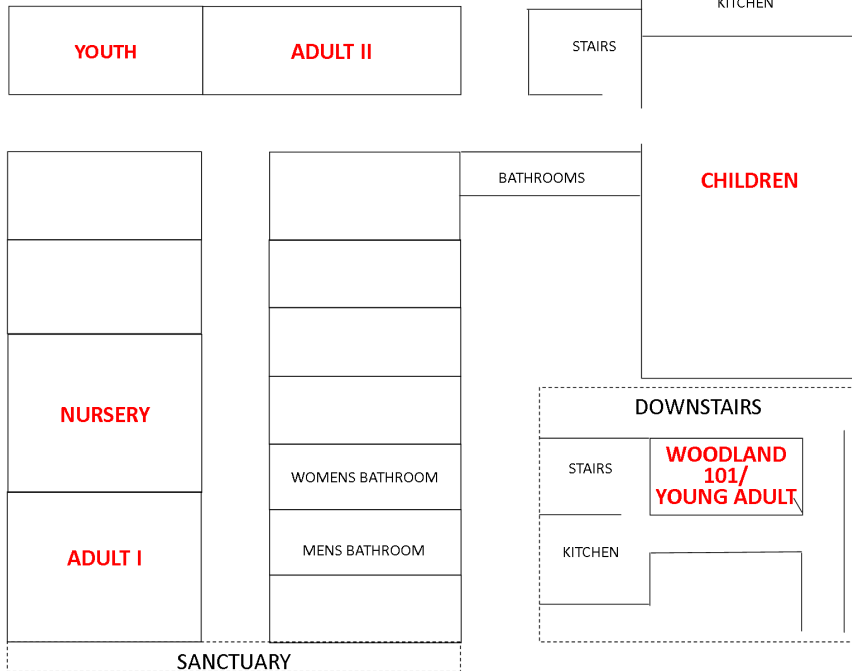 KITCHEN
YOUTH
ADULT II
STAIRS
BATHROOMS
CHILDREN
NURSERY
DOWNSTAIRS
WOMENS BATHROOM
STAIRS
WOODLAND
101/
YOUNG ADULT
MENS BATHROOM
ADULT I
KITCHEN
SANCTUARY